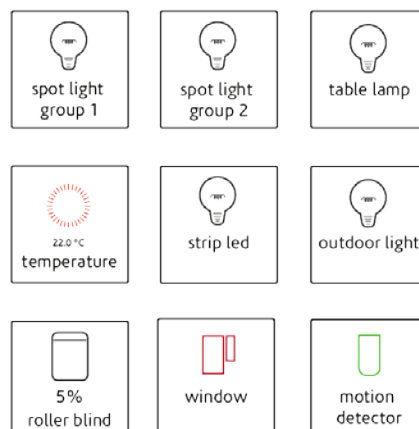 spot light
group 1
spot light
group 2
table lamp
22.0 °C
temperature
strip led
outdoor light
5%
roller blind
window
motion
detector